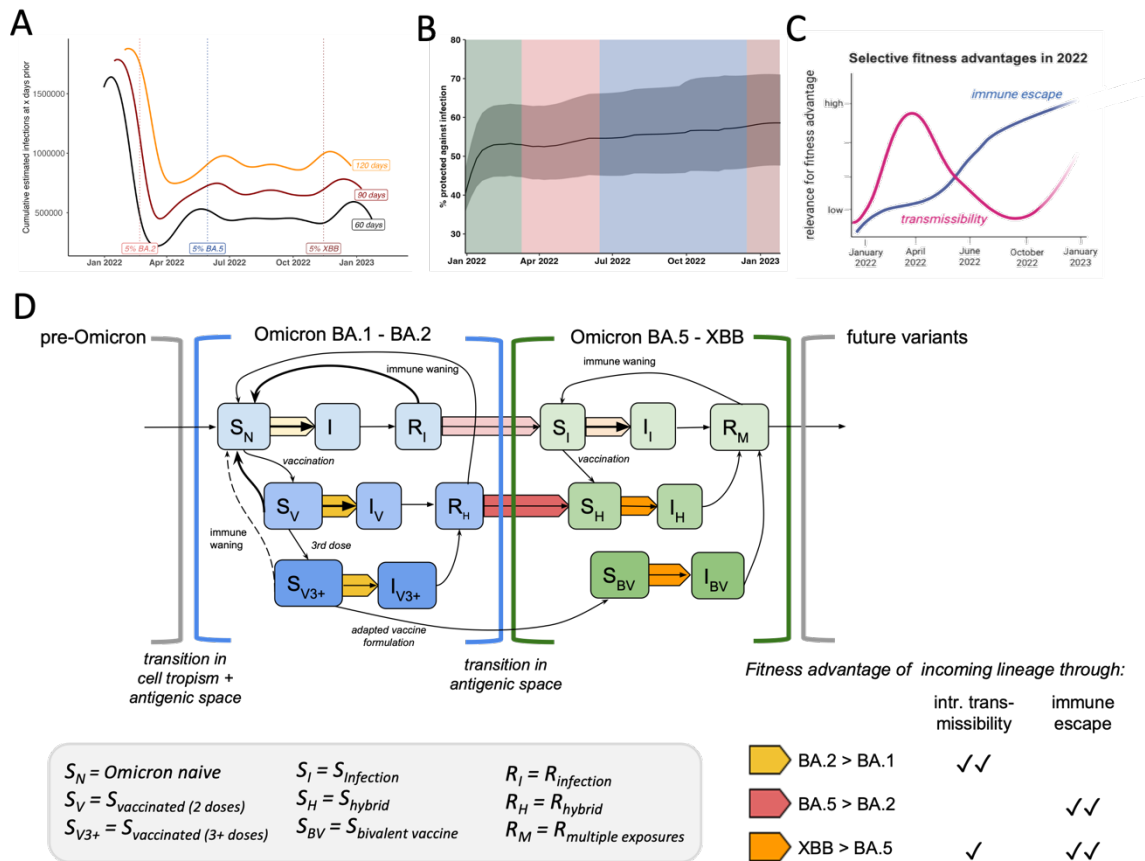 A
Cumulative estimated infections at x days prior
1500000
1000000
500000
120 days
90 days
60 days
5% BA.2
5% BA.5
5% XBB
Jan 2022
Apr 2022
Jul 2022
Oct 2022
Jan 2023
B
% protected against infection
80
70
60
50
40
30
Jan 2022
Apr 2022
Jul 2022
Oct 2022
Jan 2023
C
Selective fitness advantages in 2022
relevance for fitness advantage
high
low
immune escape
transmissibility
January
2022
April
2022
June
2022
October
2022
January
2023
D
pre-Omicron
Omicron BA.1 - BA.2
Omicron BA.5 - XBB
future variants
immune waning
immune waning
S_N
I
R_I
S_I
I_I
R_M
vaccination
vaccination
S_V
I_V
R_H
S_H
I_H
immune
waning
3rd dose
S_V3+
I_V3+
S_BV
I_BV
adapted vaccine
formulation
transition in
cell tropism +
antigenic space
transition in
antigenic space
Fitness advantage of incoming lineage through:
intr. trans-
missibility
immune
escape
BA.2 > BA.1 ✓✓
BA.5 > BA.2 ✓✓
XBB > BA.5 ✓ ✓✓
S_N = Omicron naive
S_V = S_vaccinated (2 doses)
S_V3+ = S_vaccinated (3+ doses)
S_I = S_Infection
S_H = S_hybrid
S_BV = S_bivalent vaccine
R_I = R_infection
R_H = R_hybrid
R_M = R_multiple exposures